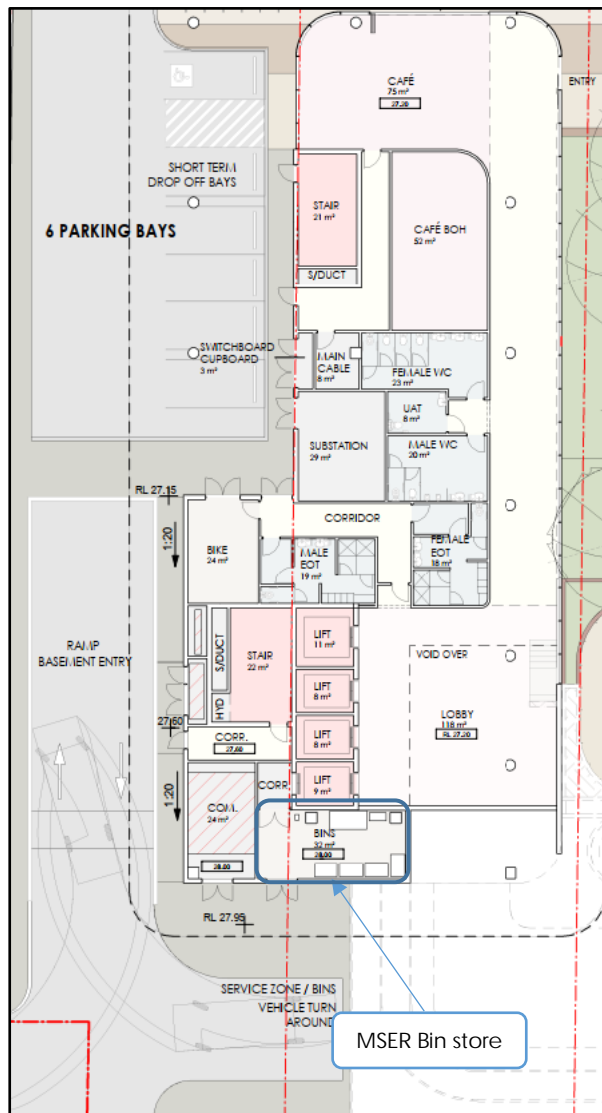 CAFÉ
75 m²
27.20
ENTRY
SHORT TERM
DROP OFF BAYS
6 PARKING BAYS
STAIR
21 m²
CAFÉ BOH
52 m²
S/DUCT
SWITCHBOARD
CUPBOARD
3 m²
MAIN
CABLE
8 m²
FEMALE WC
23 m²
UAT
8 m²
SUBSTATION
29 m²
MALE WC
20 m²
RL 27.15
1:20
CORRIDOR
BIKE
24 m²
MALE
EOT
19 m²
FEMALE
EOT
18 m²
RAMP
BASEMENT ENTRY
S/DUCT
STAIR
22 m²
HYD
LIFT
11 m²
LIFT
8 m²
LIFT
8 m²
LIFT
9 m²
VOID OVER
LOBBY
118 m²
RL 27.20
27.60
CORR.
27.60
1:20
COM.
24 m²
28.00
CORR.
BINS
32 m²
28.00
RL 27.95
SERVICE ZONE / BINS
VEHICLE TURN
AROUND
MSER Bin store